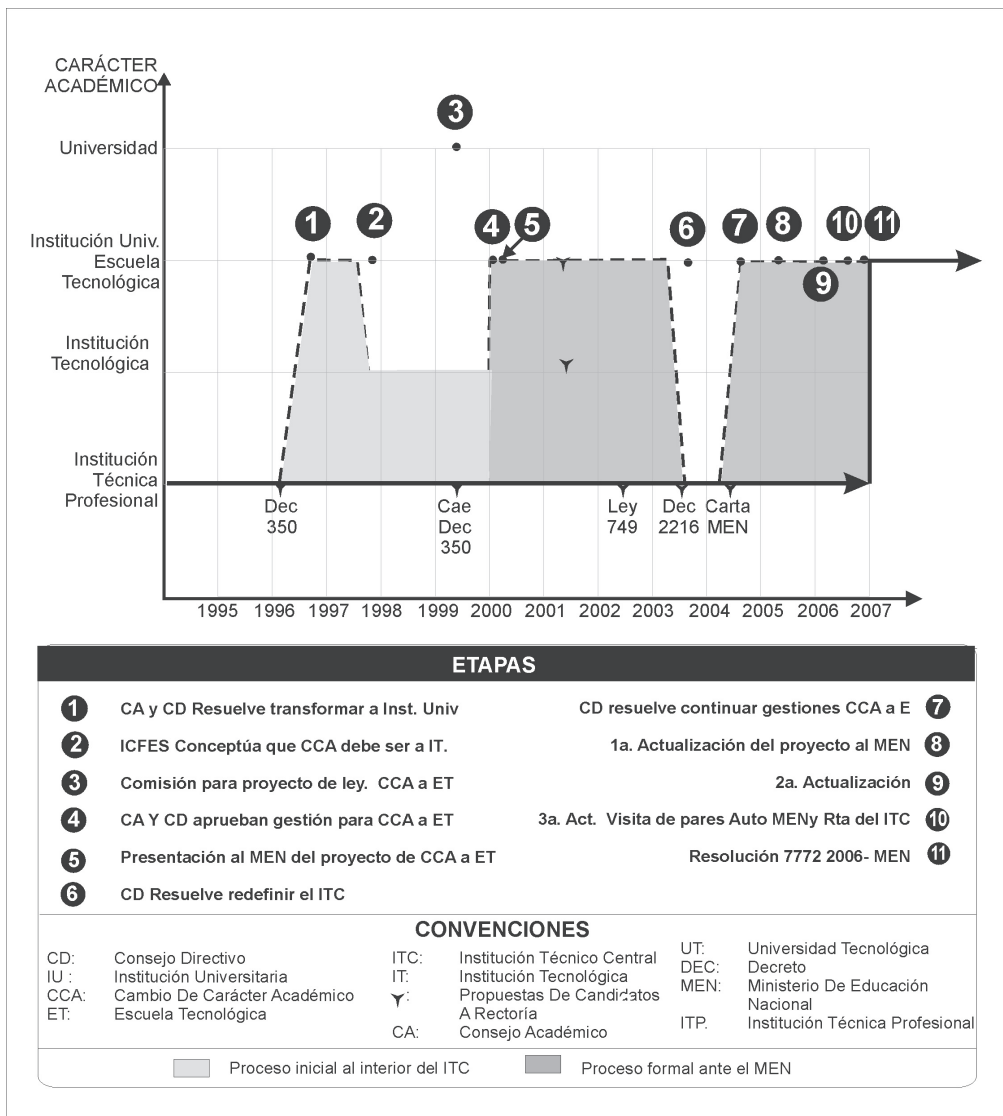 CARÁCTER
ACADÉMICO
3
Universidad
1
2
4
5
6
7
8
10
11
Institución Univ.
Escuela
Tecnológica
9
Institución
Tecnológica
Institución
Técnica
Profesional
Dec
350
Cae
Dec
350
Ley
749
Dec
2216
Carta
MEN
1995 1996 1997 1998 1999 2000 2001 2002 2003 2004 2005 2006 2007
ETAPAS
1 CA y CD Resuelve transformar a Inst. Univ
2 ICFES Conceptúa que CCA debe ser a IT.
3 Comisión para proyecto de ley. CCA a ET
4 CA Y CD aprueban gestión para CCA a ET
5 Presentación al MEN del proyecto de CCA a ET
6 CD Resuelve redefinir el ITC
CD resuelve continuar gestiones CCA a E 7
1a. Actualización del proyecto al MEN 8
2a. Actualización 9
3a. Act. Visita de pares Auto MENy Rta del ITC 10
Resolución 7772 2006- MEN 11
CONVENCIONES
CD: Consejo Directivo
IU : Institución Universitaria
CCA: Cambio De Carácter Académico
ET: Escuela Tecnológica
ITC: Institución Técnico Central
IT: Institución Tecnológica
: Propuestas De Candidatos
A Rectoría
CA: Consejo Académico
UT: Universidad Tecnológica
DEC: Decreto
MEN: Ministerio De Educación
Nacional
ITP. Institución Técnica Profesional
Proceso inicial al interior del ITC
Proceso formal ante el MEN